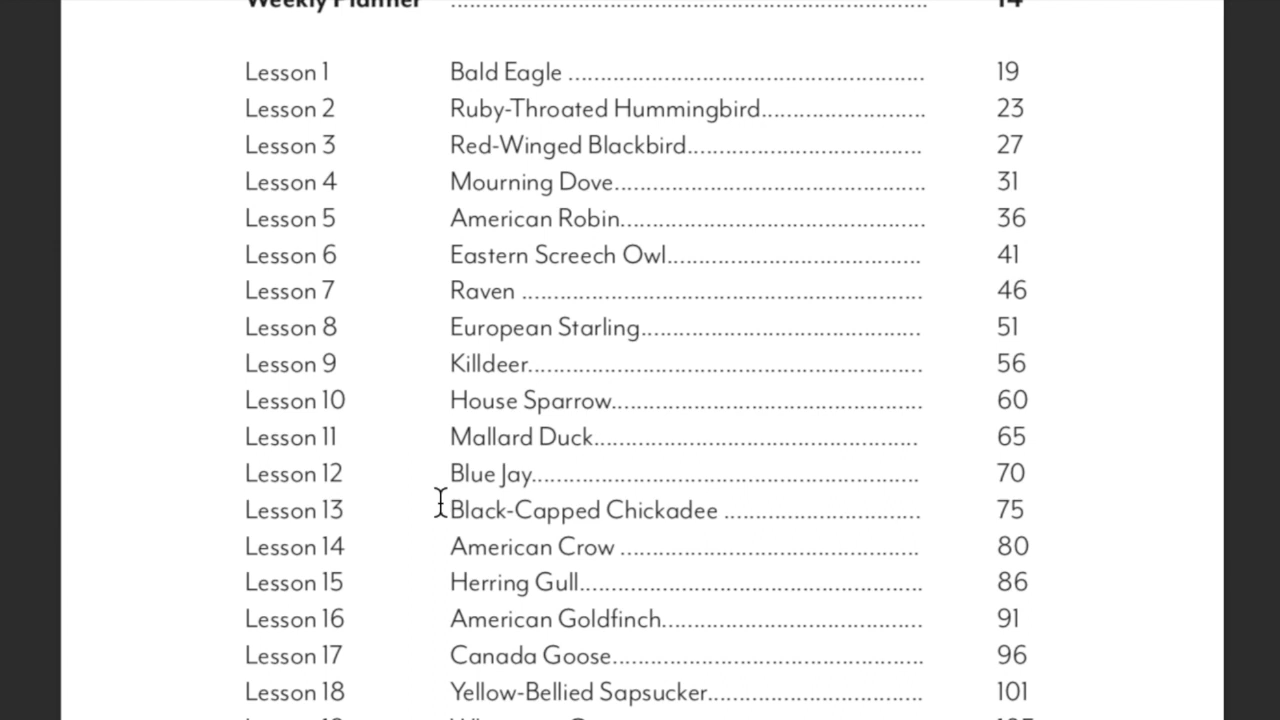 Weekly Planner ........................................ 14
Lesson 1 Bald Eagle ........................................ 19
Lesson 2 Ruby-Throated Hummingbird........................................ 23
Lesson 3 Red-Winged Blackbird........................................ 27
Lesson 4 Mourning Dove........................................ 31
Lesson 5 American Robin........................................ 36
Lesson 6 Eastern Screech Owl........................................ 41
Lesson 7 Raven ........................................ 46
Lesson 8 European Starling........................................ 51
Lesson 9 Killdeer........................................ 56
Lesson 10 House Sparrow........................................ 60
Lesson 11 Mallard Duck........................................ 65
Lesson 12 Blue Jay........................................ 70
Lesson 13 Black-Capped Chickadee ........................................ 75
Lesson 14 American Crow ........................................ 80
Lesson 15 Herring Gull........................................ 86
Lesson 16 American Goldfinch........................................ 91
Lesson 17 Canada Goose........................................ 96
Lesson 18 Yellow-Bellied Sapsucker........................................ 101